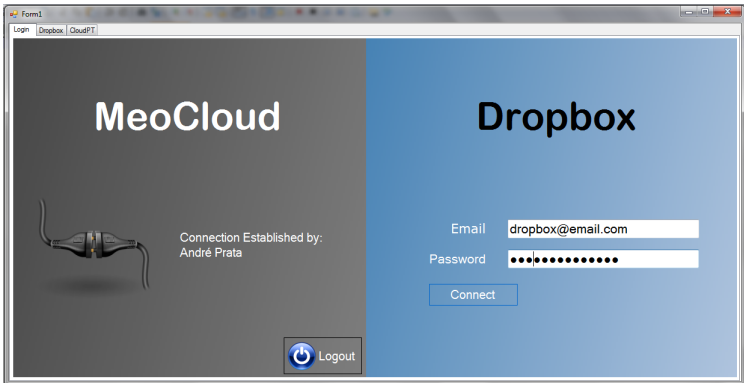 Form1
Login Dropbox CloudPT
MeoCloud
Dropbox
Connection Established by:
André Prata
Email dropbox@email.com
Password ●●●●●●●●●●●●●●
Connect
Logout